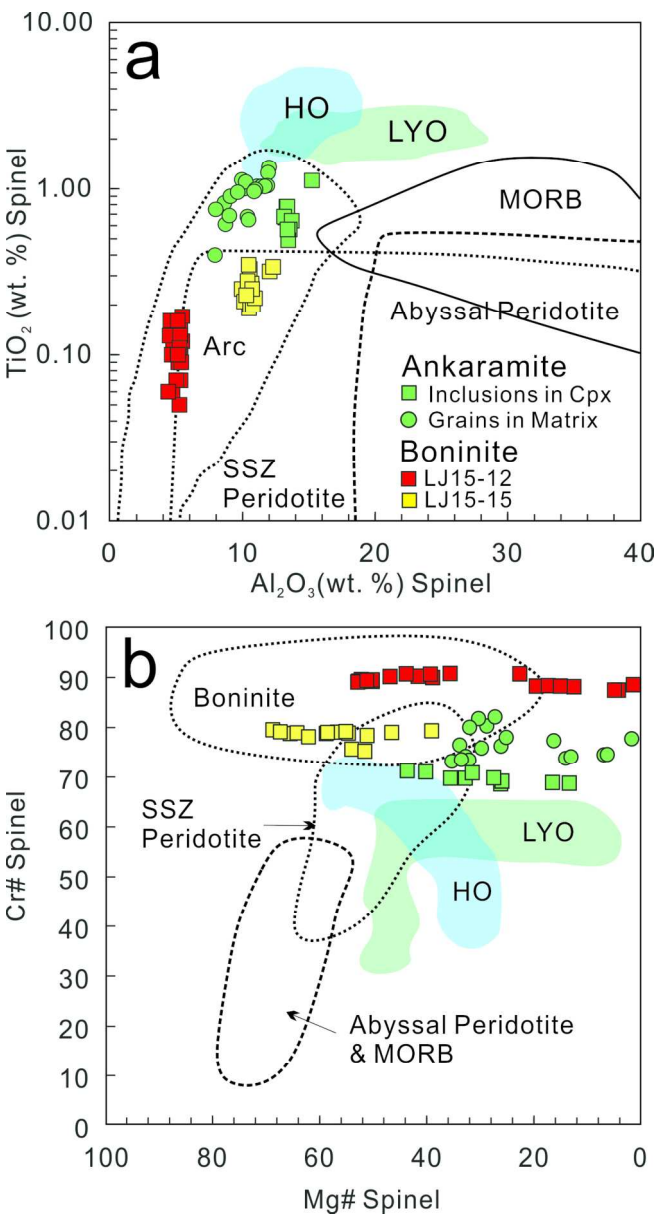 a
10.00
1.00
0.10
0.01
TiO₂ (wt. %) Spinel
HO
LYO
MORB
Abyssal Peridotite
Arc
SSZ
Peridotite
Ankaramite
Inclusions in Cpx
Grains in Matrix
Boninite
LJ15-12
LJ15-15
0 10 20 30 40
Al₂O₃(wt. %) Spinel
b
100
90
80
70
60
50
40
30
20
10
0
Cr# Spinel
Boninite
SSZ
Peridotite
LYO
HO
Abyssal Peridotite
& MORB
100 80 60 40 20 0
Mg# Spinel